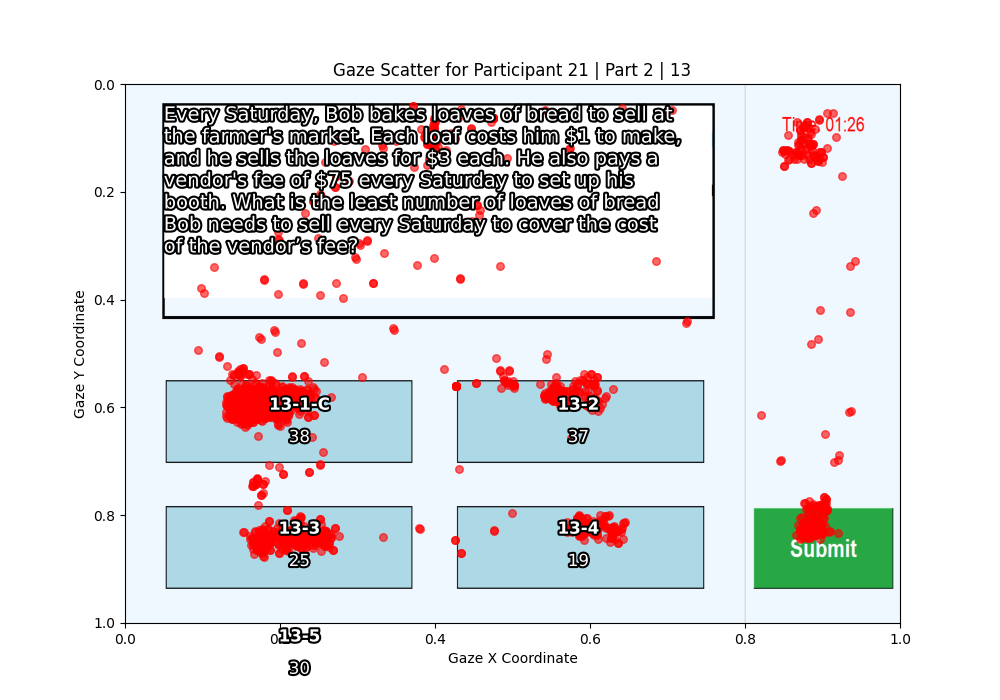 Gaze Scatter for Participant 21 | Part 2 | 13
Every Saturday, Bob bakes loaves of bread to sell at
the farmer's market. Each loaf costs him $1 to make,
and he sells the loaves for $3 each. He also pays a
vendor's fee of $75 every Saturday to set up his
booth. What is the least number of loaves of bread
Bob needs to sell every Saturday to cover the cost
of the vendor's fee?
01:26
13-1-C
38
13-2
37
13-3
25
13-4
19
Submit
13-5
30
0.0
0.2
0.4
0.6
0.8
1.0
Gaze Y Coordinate
0.0
0.4
0.6
0.8
1.0
Gaze X Coordinate